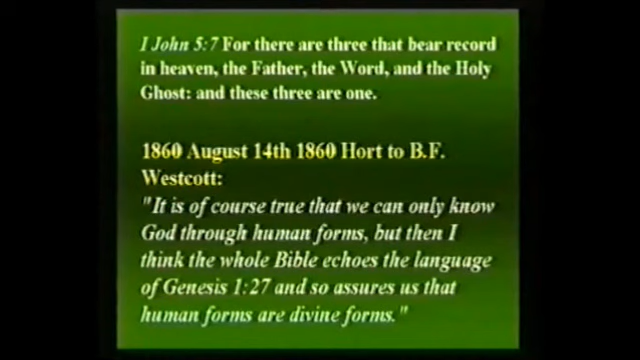 I John 5:7 For there are three that bear record
in heaven, the Father, the Word, and the Holy
Ghost: and these three are one.
1860 August 14th 1860 Hort to B.F.
Westcott:
"It is of course true that we can only know
God through human forms, but then I
think the whole Bible echoes the language
of Genesis 1:27 and so assures us that
human forms are divine forms."